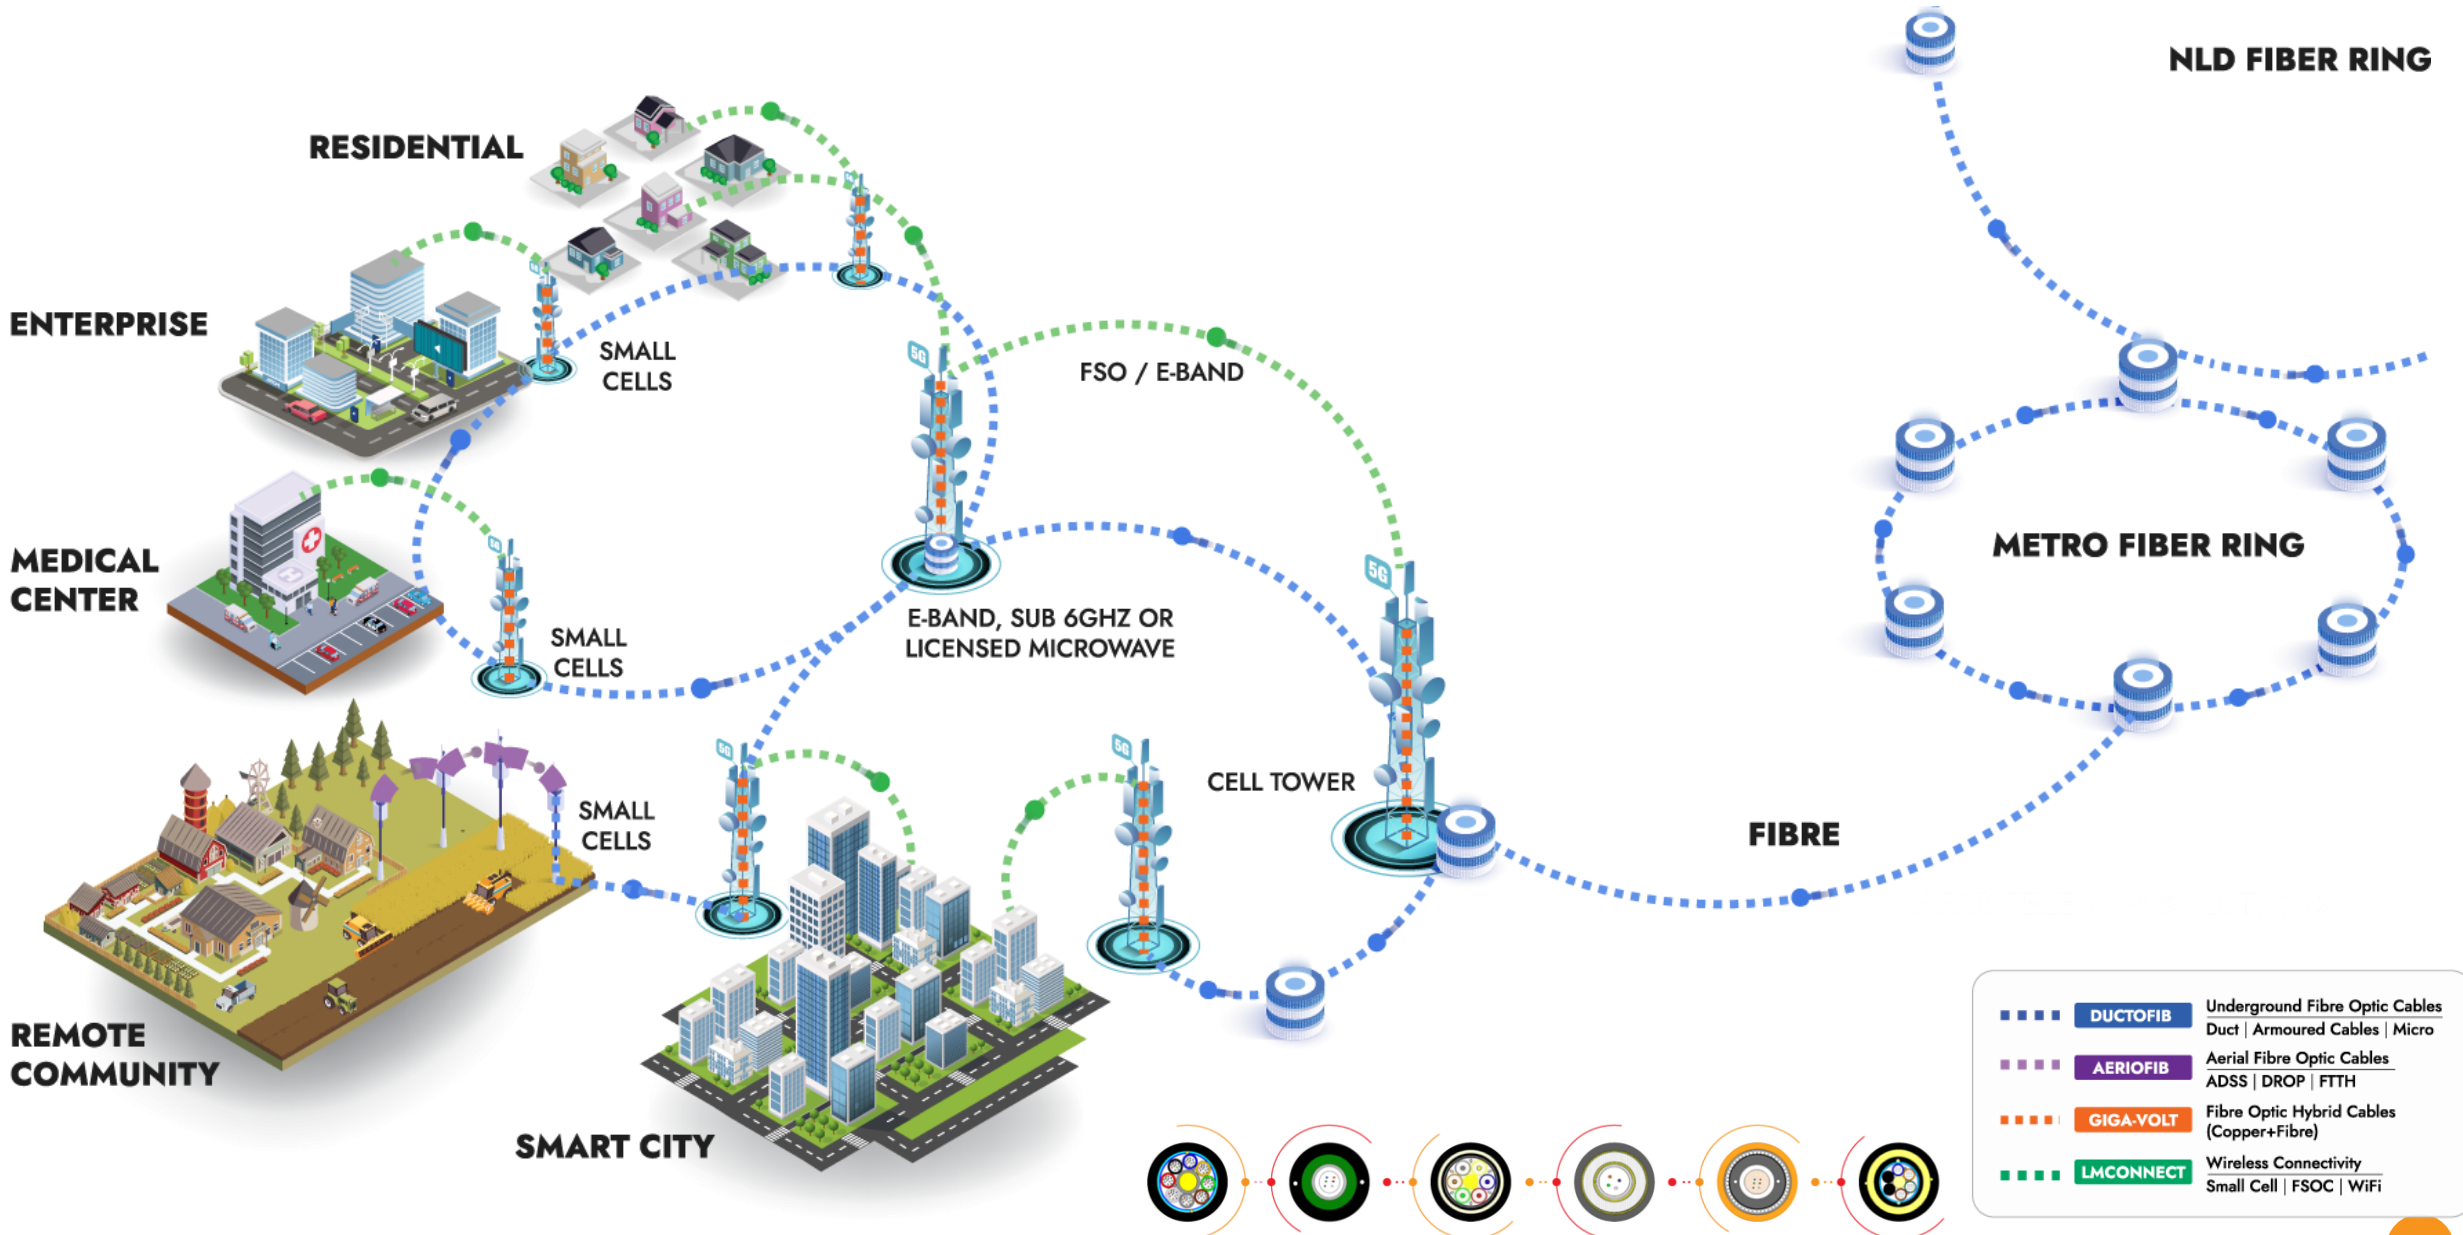 NLD FIBER RING
RESIDENTIAL
ENTERPRISE
SMALL
CELLS
5G
FSO / E-BAND
METRO FIBER RING
MEDICAL
CENTER
5G
SMALL
CELLS
E-BAND, SUB 6GHZ OR
LICENSED MICROWAVE
5G
SMALL
CELLS
5G
5G
CELL TOWER
FIBRE
REMOTE
COMMUNITY
SMART CITY
DUCTOFIB
Underground Fibre Optic Cables
Duct | Armoured Cables | Micro
AERIOFIB
Aerial Fibre Optic Cables
ADSS | DROP | FTTH
GIGA-VOLT
Fibre Optic Hybrid Cables
(Copper+Fibre)
LMCONNECT
Wireless Connectivity
Small Cell | FSOC | WiFi